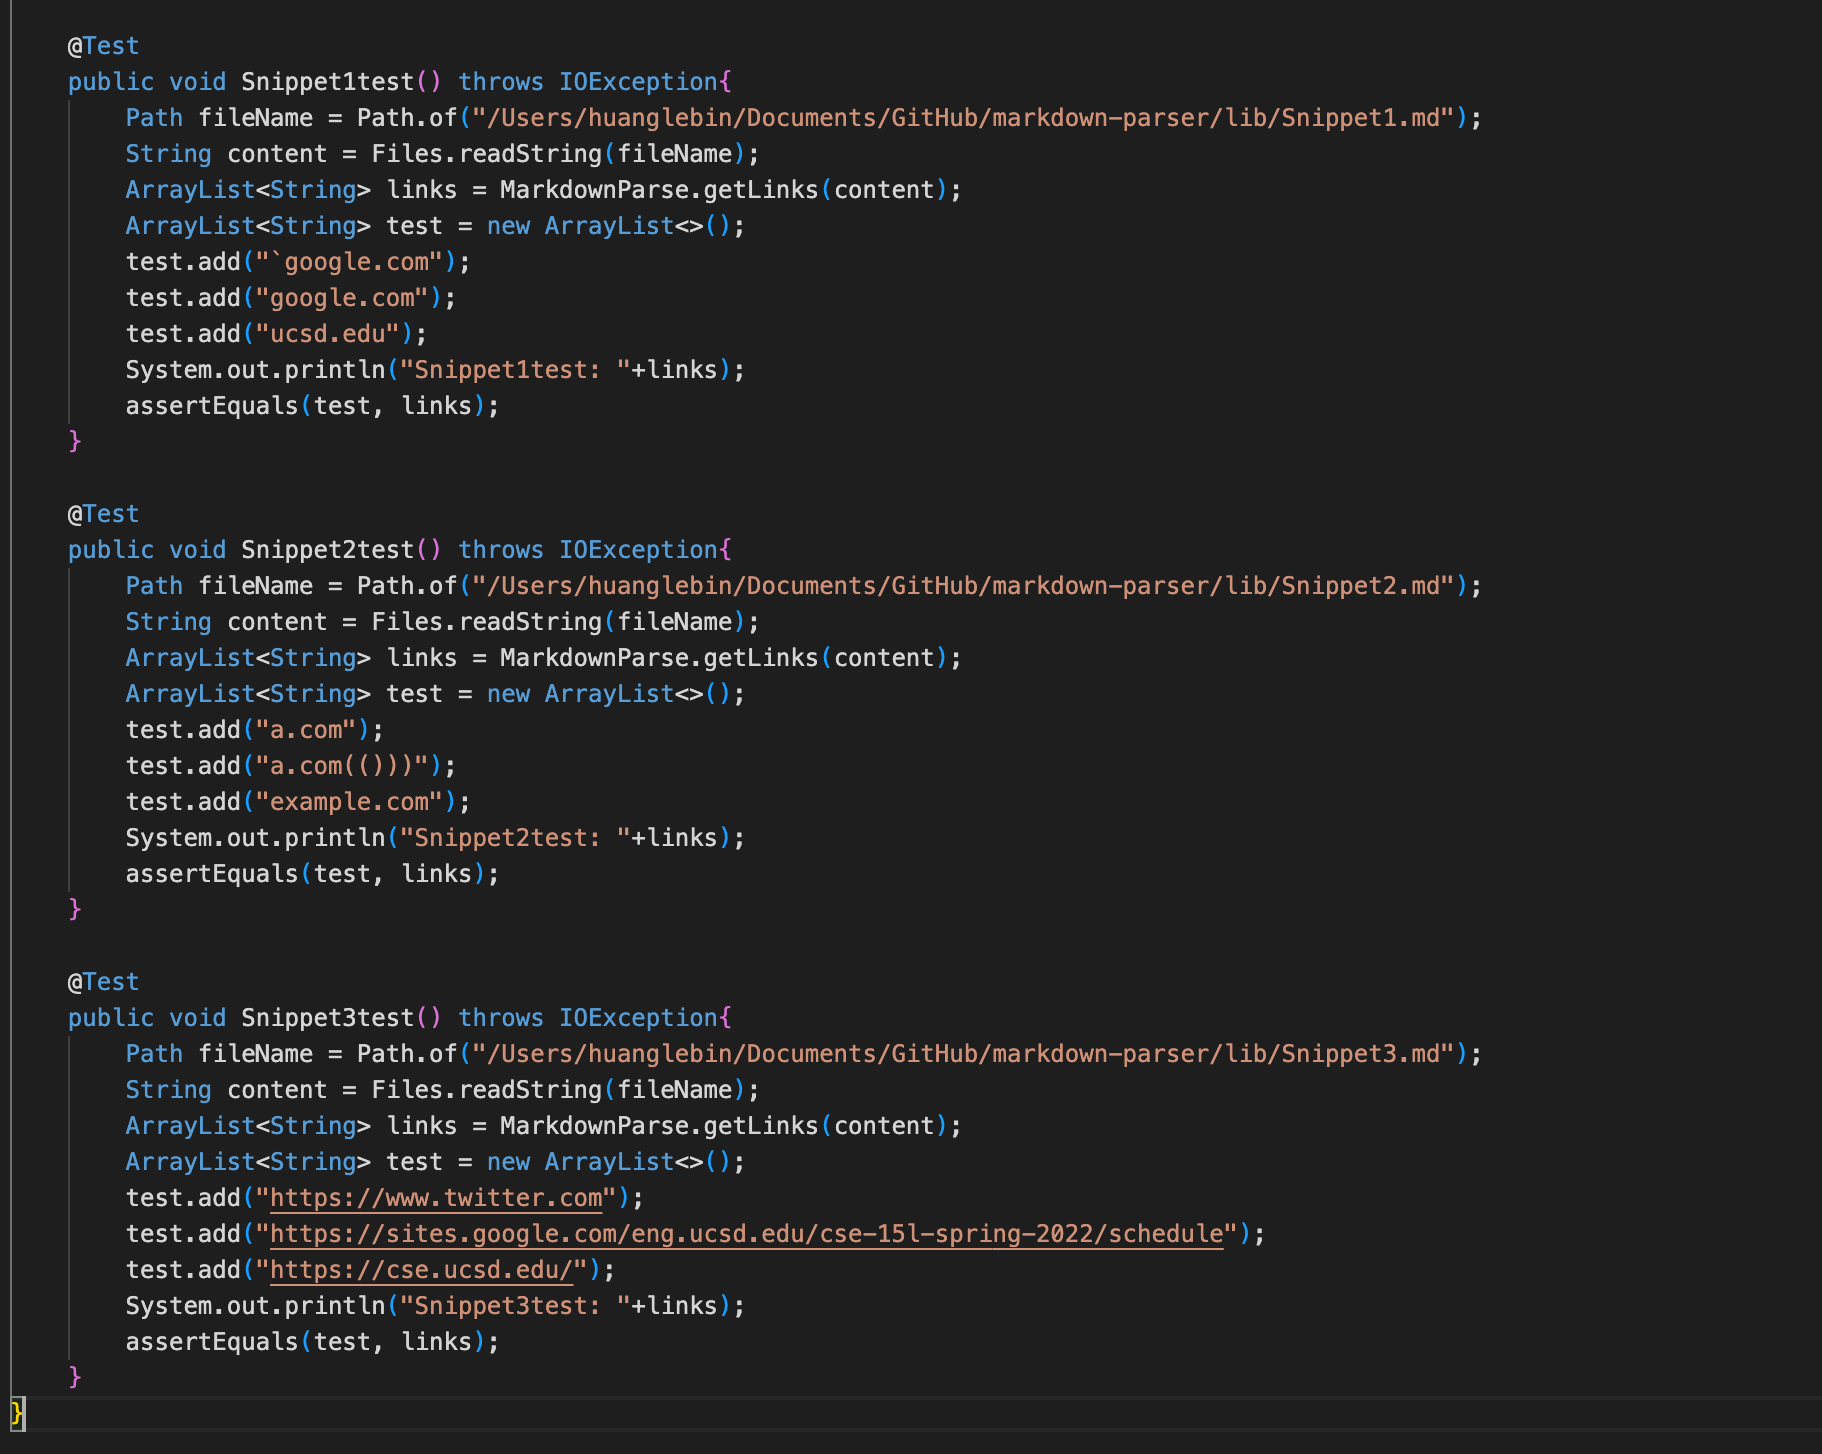 @Test
public void Snippet1test() throws IOException{
    Path fileName = Path.of("/Users/huanglebin/Documents/GitHub/markdown-parser/lib/Snippet1.md");
    String content = Files.readString(fileName);
    ArrayList<String> links = MarkdownParse.getLinks(content);
    ArrayList<String> test = new ArrayList<>();
    test.add("`google.com");
    test.add("google.com");
    test.add("ucsd.edu");
    System.out.println("Snippet1test: "+links);
    assertEquals(test, links);
}
@Test
public void Snippet2test() throws IOException{
    Path fileName = Path.of("/Users/huanglebin/Documents/GitHub/markdown-parser/lib/Snippet2.md");
    String content = Files.readString(fileName);
    ArrayList<String> links = MarkdownParse.getLinks(content);
    ArrayList<String> test = new ArrayList<>();
    test.add("a.com");
    test.add("a.com(()))");
    test.add("example.com");
    System.out.println("Snippet2test: "+links);
    assertEquals(test, links);
}
@Test
public void Snippet3test() throws IOException{
    Path fileName = Path.of("/Users/huanglebin/Documents/GitHub/markdown-parser/lib/Snippet3.md");
    String content = Files.readString(fileName);
    ArrayList<String> links = MarkdownParse.getLinks(content);
    ArrayList<String> test = new ArrayList<>();
    test.add("https://www.twitter.com");
    test.add("https://sites.google.com/eng.ucsd.edu/cse-15l-spring-2022/schedule");
    test.add("https://cse.ucsd.edu/");
    System.out.println("Snippet3test: "+links);
    assertEquals(test, links);
}
}